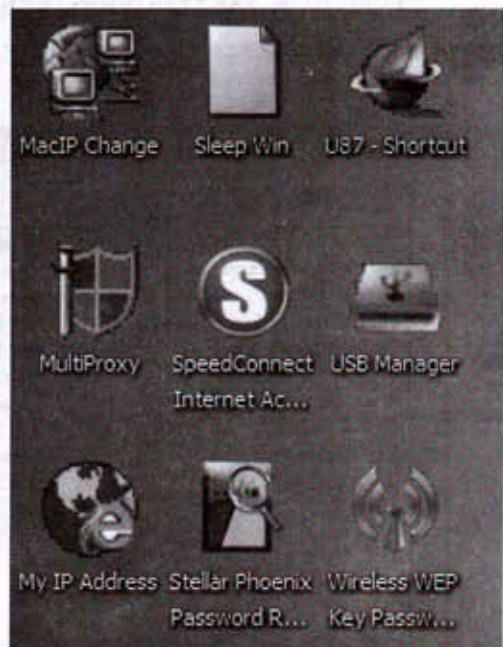 MacIP Change
Sleep Win
U87 - Shortcut
MultiProxy
SpeedConnect
Internet Ac...
USB Manager
My IP Address
Stellar Phoenix
Password R...
Wireless WEP
Key Passw...